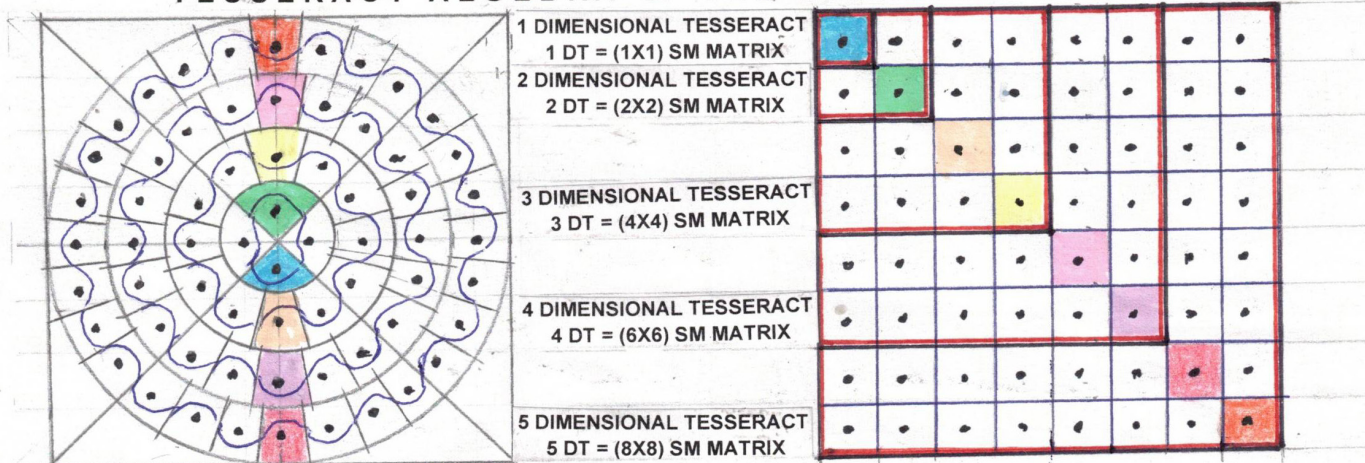 1 DIMENSIONAL TESSERACT
1 DT = (1X1) SM MATRIX
2 DIMENSIONAL TESSERACT
2 DT = (2X2) SM MATRIX
3 DIMENSIONAL TESSERACT
3 DT = (4X4) SM MATRIX
4 DIMENSIONAL TESSERACT
4 DT = (6X6) SM MATRIX
5 DIMENSIONAL TESSERACT
5 DT = (8X8) SM MATRIX